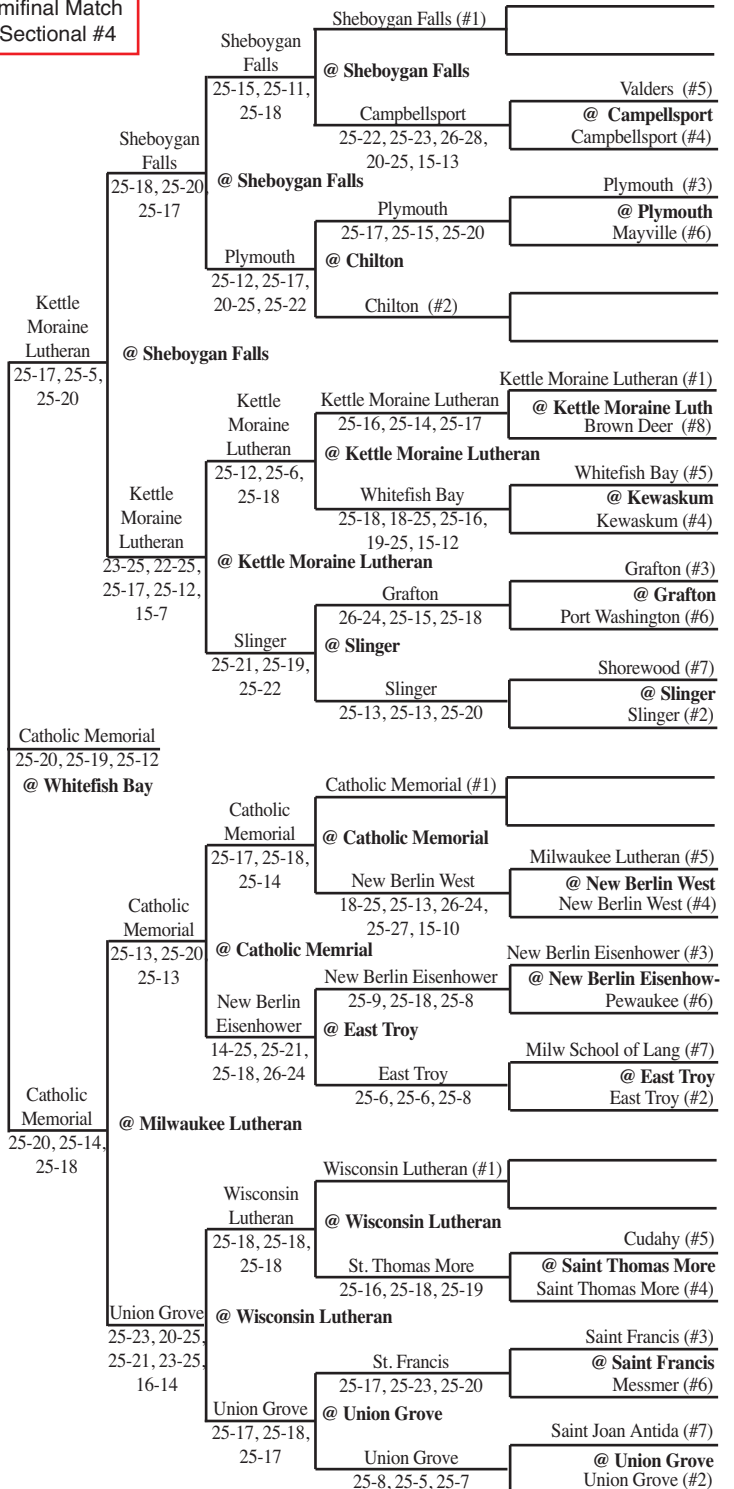 mifinal Match
Sectional #4
Sheboygan Falls (#1)
Sheboygan
Falls
@ Sheboygan Falls
25-15, 25-11,
25-18
Valders (#5)
Campbellsport
@ Campellsport
25-22, 25-23, 26-28,
Campbellsport (#4)
20-25, 15-13
Sheboygan
Falls
@ Sheboygan Falls
25-18, 25-20,
25-17
Plymouth (#3)
Plymouth
@ Plymouth
25-17, 25-15, 25-20
Mayville (#6)
Plymouth
@ Chilton
25-12, 25-17,
20-25, 25-22
Chilton (#2)
Kettle
Moraine
Lutheran
@ Sheboygan Falls
25-17, 25-5,
25-20
Kettle Moraine Lutheran (#1)
Kettle Moraine Lutheran
@ Kettle Moraine Luth
25-16, 25-14, 25-17
Brown Deer (#8)
Kettle
Moraine
Lutheran
@ Kettle Moraine Lutheran
25-12, 25-6,
25-18
Whitefish Bay (#5)
Whitefish Bay
@ Kewaskum
25-18, 18-25, 25-16,
Kewaskum (#4)
19-25, 15-12
Kettle
Moraine
Lutheran
@ Kettle Moraine Lutheran
23-25, 22-25,
25-17, 25-12,
15-7
Grafton (#3)
Grafton
@ Grafton
26-24, 25-15, 25-18
Port Washington (#6)
Slinger
@ Slinger
25-21, 25-19,
25-22
Shorewood (#7)
Slinger
@ Slinger
25-13, 25-13, 25-20
Slinger (#2)
Catholic Memorial
25-20, 25-19, 25-12
@ Whitefish Bay
Catholic Memorial (#1)
Catholic
Memorial
@ Catholic Memorial
25-17, 25-18,
25-14
Milwaukee Lutheran (#5)
New Berlin West
@ New Berlin West
18-25, 25-13, 26-24,
New Berlin West (#4)
25-27, 15-10
Catholic
Memorial
@ Catholic Memrial
25-13, 25-20,
25-13
New Berlin Eisenhower (#3)
New Berlin Eisenhower
@ New Berlin Eisenhow-
25-9, 25-18, 25-8
Pewaukee (#6)
New Berlin
Eisenhower
@ East Troy
14-25, 25-21,
25-18, 26-24
Milw School of Lang (#7)
East Troy
@ East Troy
25-6, 25-6, 25-8
East Troy (#2)
Catholic
Memorial
@ Milwaukee Lutheran
25-20, 25-14,
25-18
Wisconsin Lutheran (#1)
Wisconsin
Lutheran
@ Wisconsin Lutheran
25-18, 25-18,
25-18
Cudahy (#5)
St. Thomas More
@ Saint Thomas More
25-16, 25-18, 25-19
Saint Thomas More (#4)
Union Grove
@ Wisconsin Lutheran
25-23, 20-25,
25-21, 23-25,
16-14
Saint Francis (#3)
St. Francis
@ Saint Francis
25-17, 25-23, 25-20
Messmer (#6)
Union Grove
@ Union Grove
25-17, 25-18,
25-17
Saint Joan Antida (#7)
Union Grove
@ Union Grove
25-8, 25-5, 25-7
Union Grove (#2)